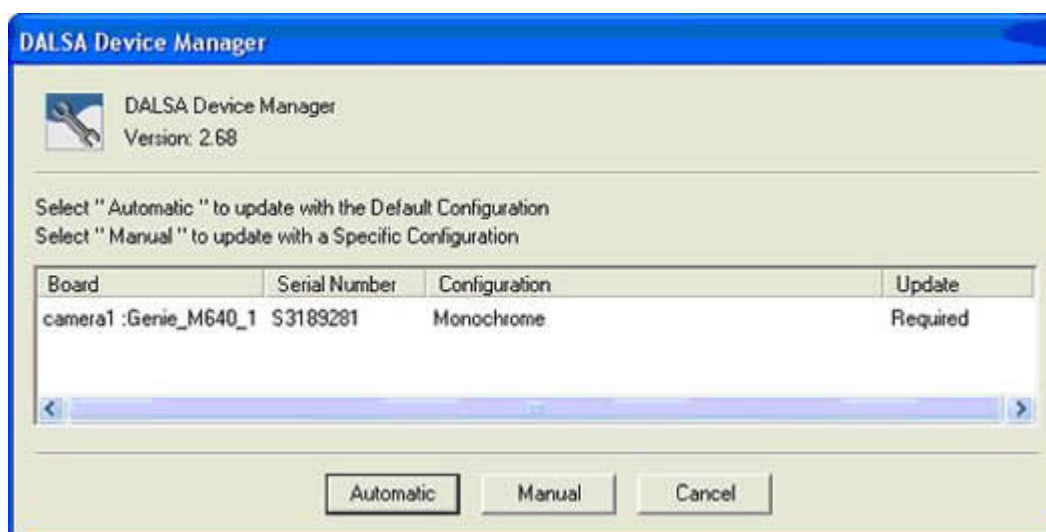 DALSA Device Manager
DALSA Device Manager
Version: 2.68
Select "Automatic" to update with the Default Configuration
Select "Manual" to update with a Specific Configuration
Board Serial Number Configuration Update
camera1 :Genie_M640_1 S3189281 Monochrome Required
Automatic Manual Cancel